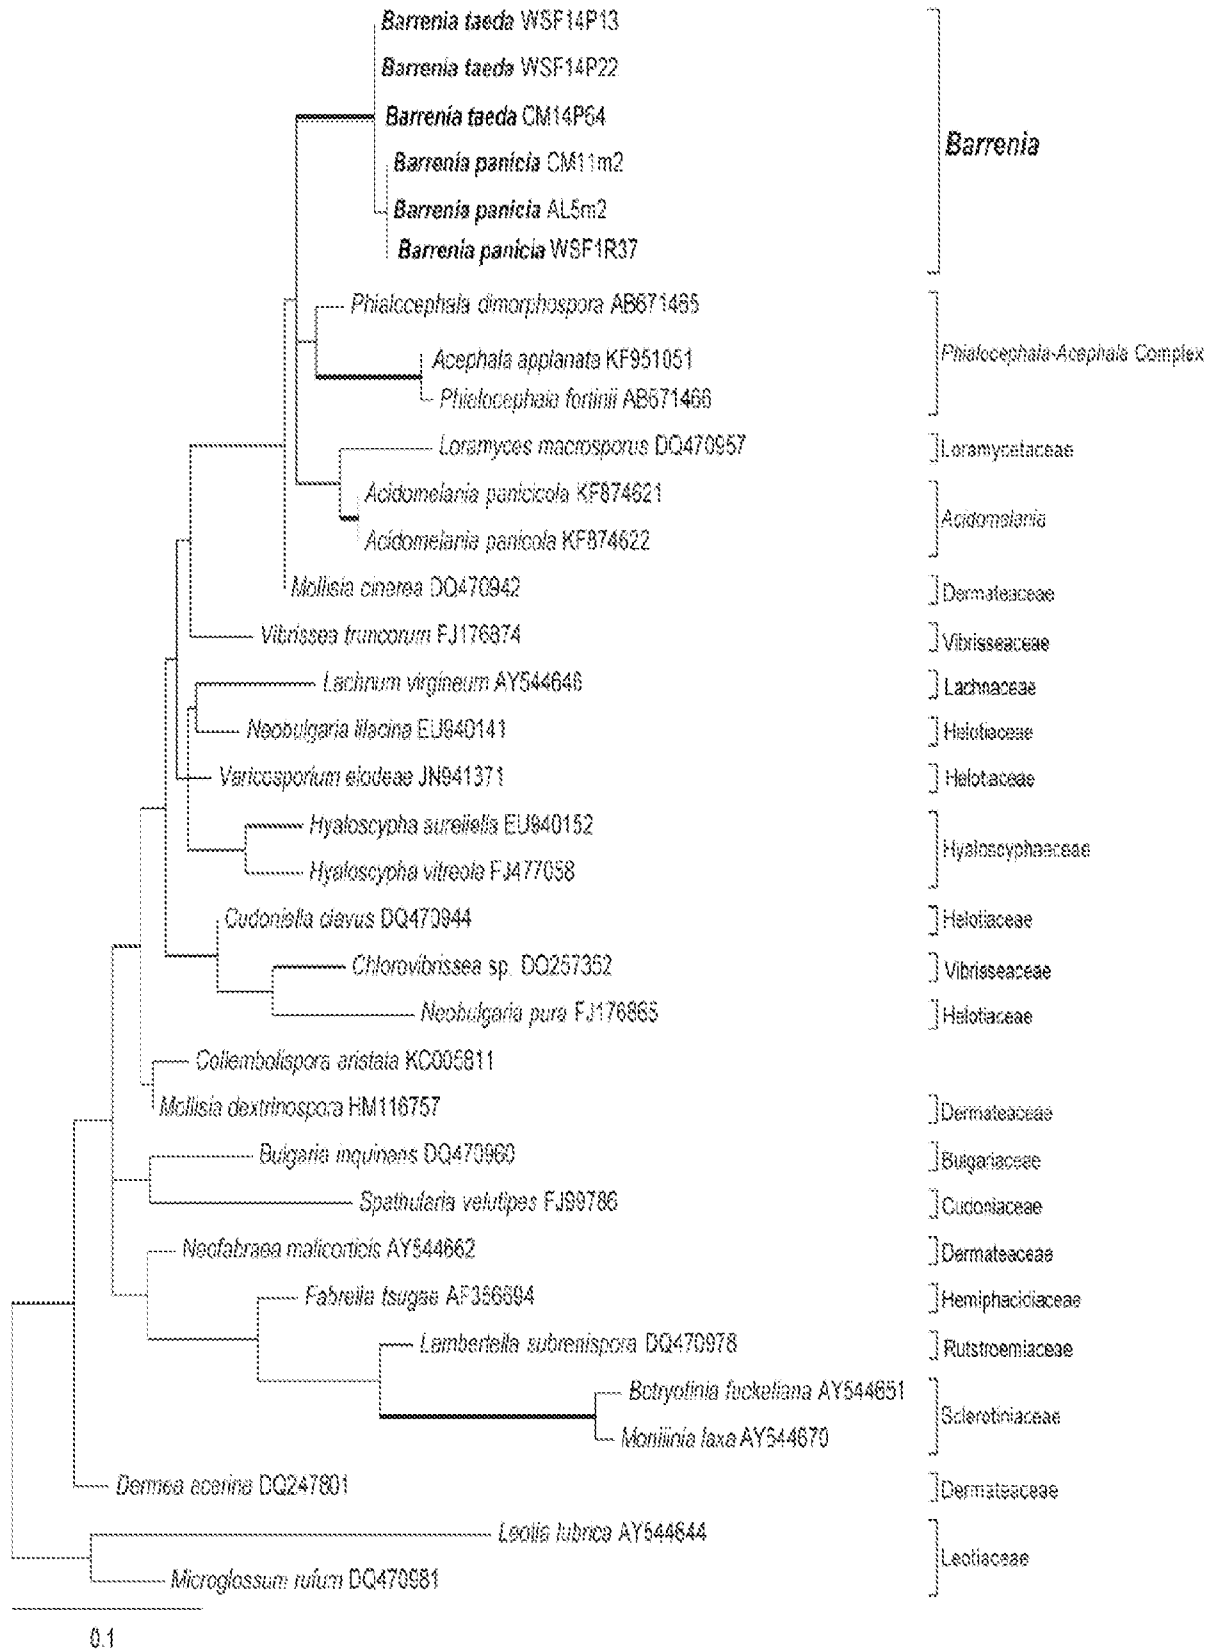 Barrenia taeda WSF14P13
Barrenia taeda WSF14P22
Barrenia taeda CM14P64
Barrenia
Barrenia panicia CM11m2
Barrenia panicia AL5m2
Barrenia panicia WSF1R37
Phialocephala dimorphospora AB671485
Phialocephala-Acephala Complex
Acephala applanata KF951051
Phialocephala fortinii AB671466
Loramyces macrosporus DQ470957 Loramycetaceae
Acidomelania panicicola KF874621
Acidomelania
Acidomelania panicola KF874622
Mollisia cinerea DQ470942 Dermateaceae
Vibrissea truncorum FJ176874 Vibrisseaceae
Lachnum virgineum AY544646 Lachnaceae
Neobulgaria lilacina EU940141 Helotiaceae
Varicosporium elodeae JN941371 Helotiaceae
Hyaloscypha aureliella EU940152
Hyaloscyphaceae
Hyaloscypha vitreola FJ477058
Cudoniella clavus DQ470944 Helotiaceae
Chlorovibrissea sp. DQ257352 Vibrisseaceae
Neobulgaria pura FJ176865 Helotiaceae
Collembolispora aristata KC005811
Mollisia dextrinospora HM116757 Dermateaceae
Bulgaria inquinans DQ470960 Bulgariaceae
Spathularia velutipes FJ99786 Cudoniaceae
Neofabraea malicorticis AY544662 Dermateaceae
Fabrella tsugae AF356694 Hemiphacidiaceae
Lambertella subrenispora DQ470978 Rutstroemiaceae
Botryotinia fuckeliana AY544651
Sclerotiniaceae
Monilinia laxa AY544670
Dermea acerina DQ247801 Dermateaceae
Leotia lubrica AY544644
Leotiaceae
Microglossum rufum DQ470981
0.1